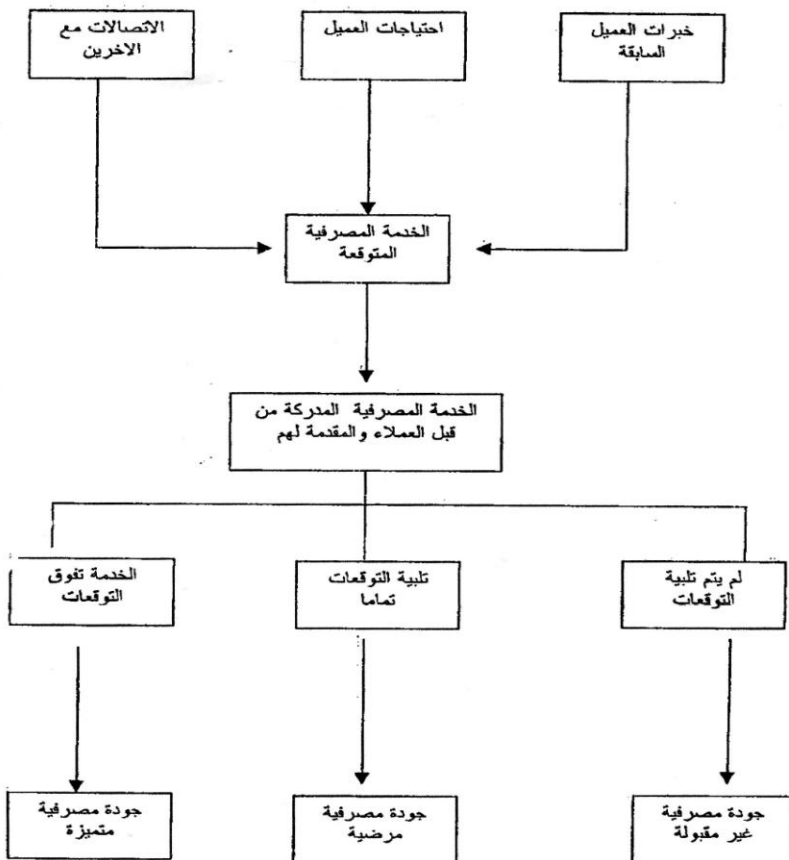 خبرات العميل
السابقة
احتياجات العميل
الاتصالات مع
الاخرين
الخدمة المصرفية
المتوقعة
الخدمة المصرفية المدركة من
قبل العملاء والمقدمة لهم
لم يتم تلبية
التوقعات
تلبية التوقعات
تماما
الخدمة تفوق
التوقعات
جودة مصرفية
غير مقبولة
جودة مصرفية
مرضية
جودة مصرفية
متميزة